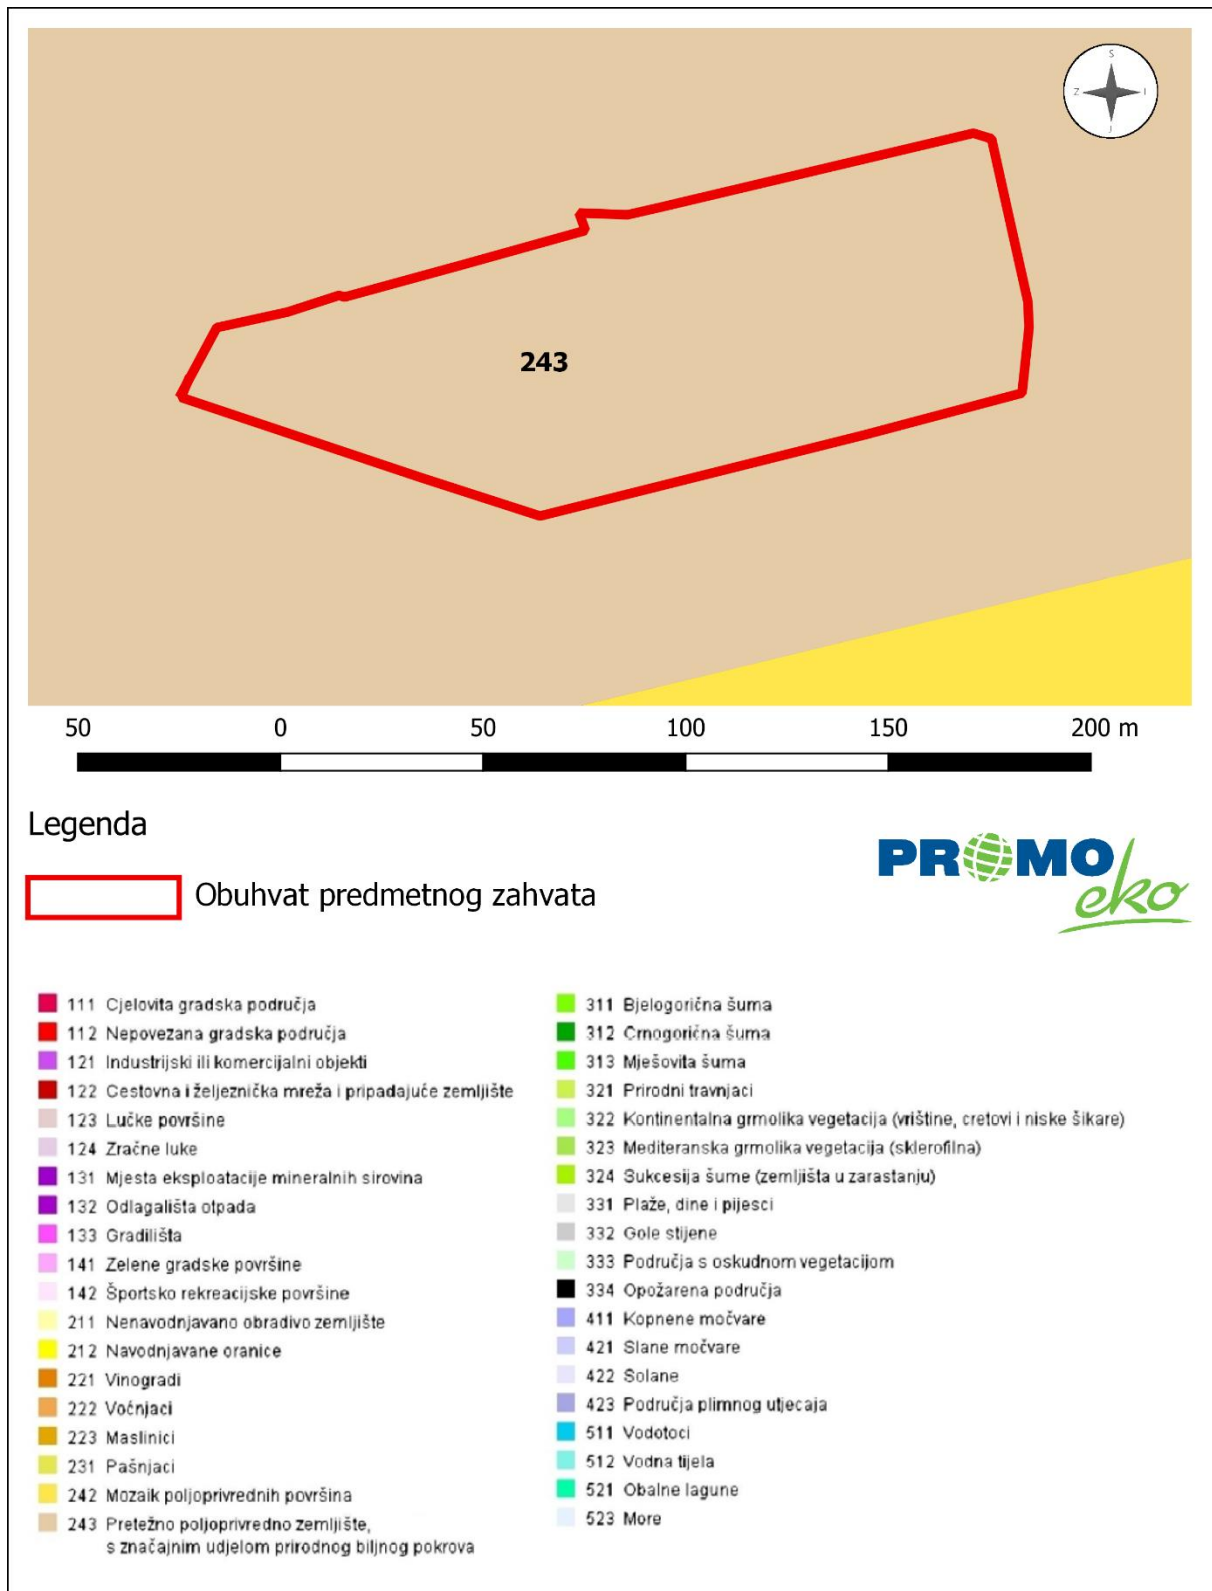 S
Z I
J
243
50 0 50 100 150 200 m
Legenda
PROMO
eko
Obuhvat predmetnog zahvata
111 Cjelovita gradska područja
112 Nepovezana gradska područja
121 Industrijski ili komercijalni objekti
122 Cestovna i željeznička mreža i pripadajuće zemljište
123 Lučke površine
124 Zračne luke
131 Mjesta eksploatacije mineralnih sirovina
132 Odlagališta otpada
133 Gradilišta
141 Zelene gradske površine
142 Športsko rekreacijske površine
211 Nenavodnjavano obradivo zemljište
212 Navodnjavane oranice
221 Vinogradi
222 Voćnjaci
223 Maslinici
231 Pašnjaci
242 Mozaik poljoprivrednih površina
243 Pretežno poljoprivredno zemljište,
s značajnim udjelom prirodnog biljnog pokrova
311 Bjelogorična šuma
312 Crnogorična šuma
313 Mješovita šuma
321 Prirodni travnjaci
322 Kontinentalna grmolika vegetacija (vrištine, cretovi i niske šikare)
323 Mediteranska grmolika vegetacija (sklerofilna)
324 Sukcesija šume (zemljišta u zarastanju)
331 Plaže, dine i pijesci
332 Gole stijene
333 Područja s oskudnom vegetacijom
334 Opožarena područja
411 Kopnene močvare
421 Slane močvare
422 Solane
423 Područja plimnog utjecaja
511 Vodotoci
512 Vodna tijela
521 Obalne lagune
523 More